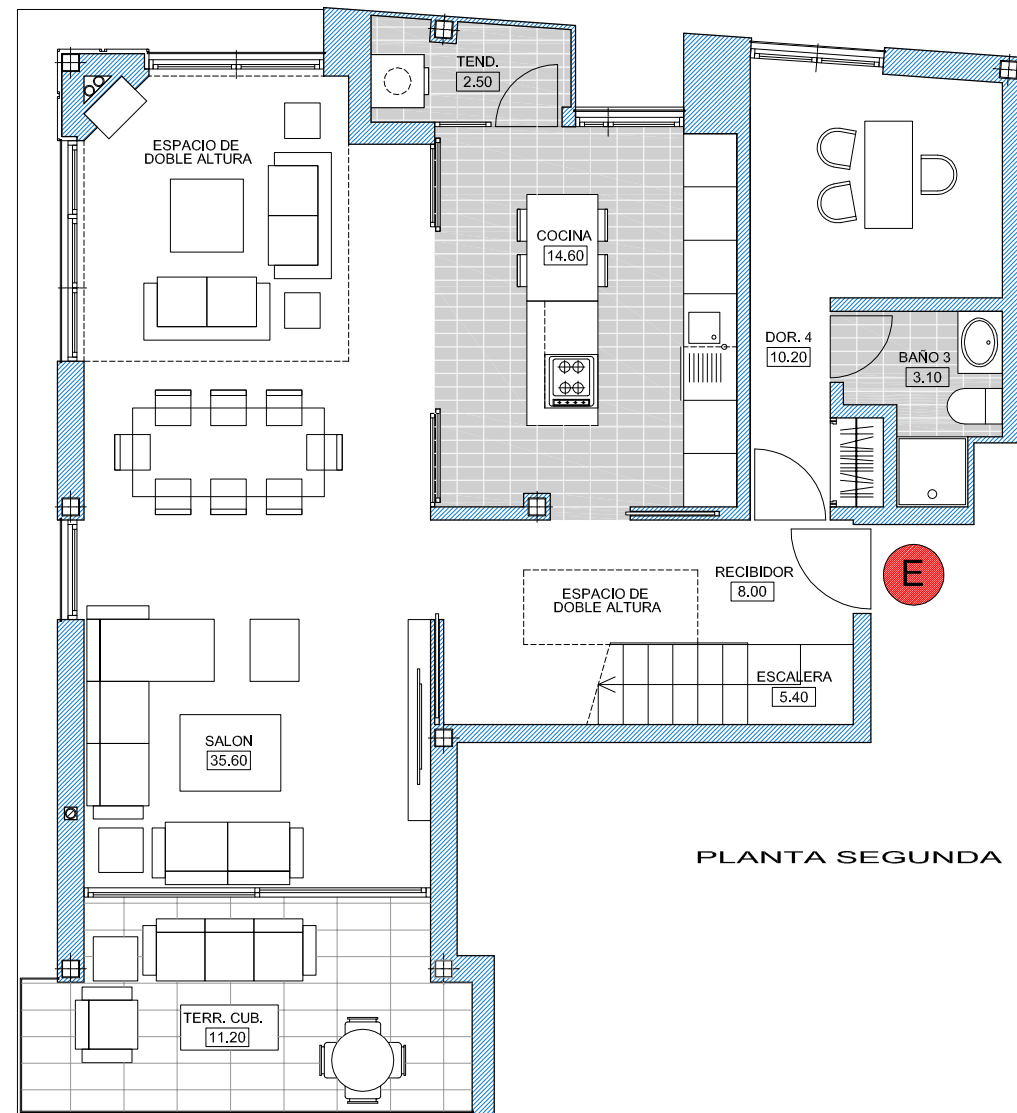 TEND.
2.50
ESPACIO DE
DOBLE ALTURA
COCINA
14.60
DOR. 4
10.20
BAÑO 3
3.10
RECIBIDOR
8.00
E
ESPACIO DE
DOBLE ALTURA
ESCALERA
5.40
SALON
35.60
PLANTA SEGUNDA
TERR. CUB.
11.20